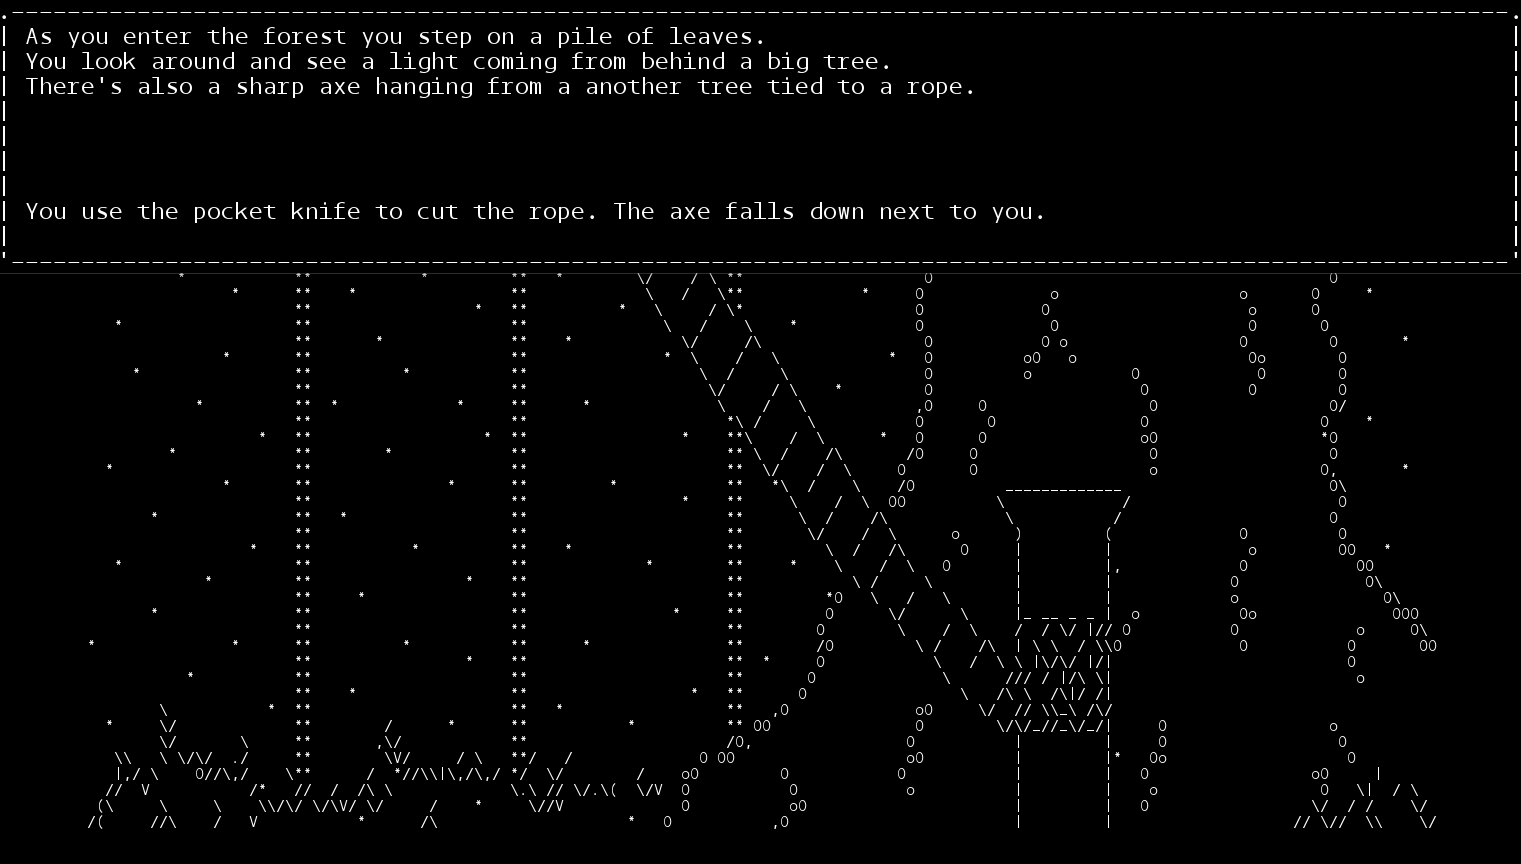 As you enter the forest you step on a pile of leaves.
You look around and see a light coming from behind a big tree.
There's also a sharp axe hanging from a another tree tied to a rope.
You use the pocket knife to cut the rope. The axe falls down next to you.